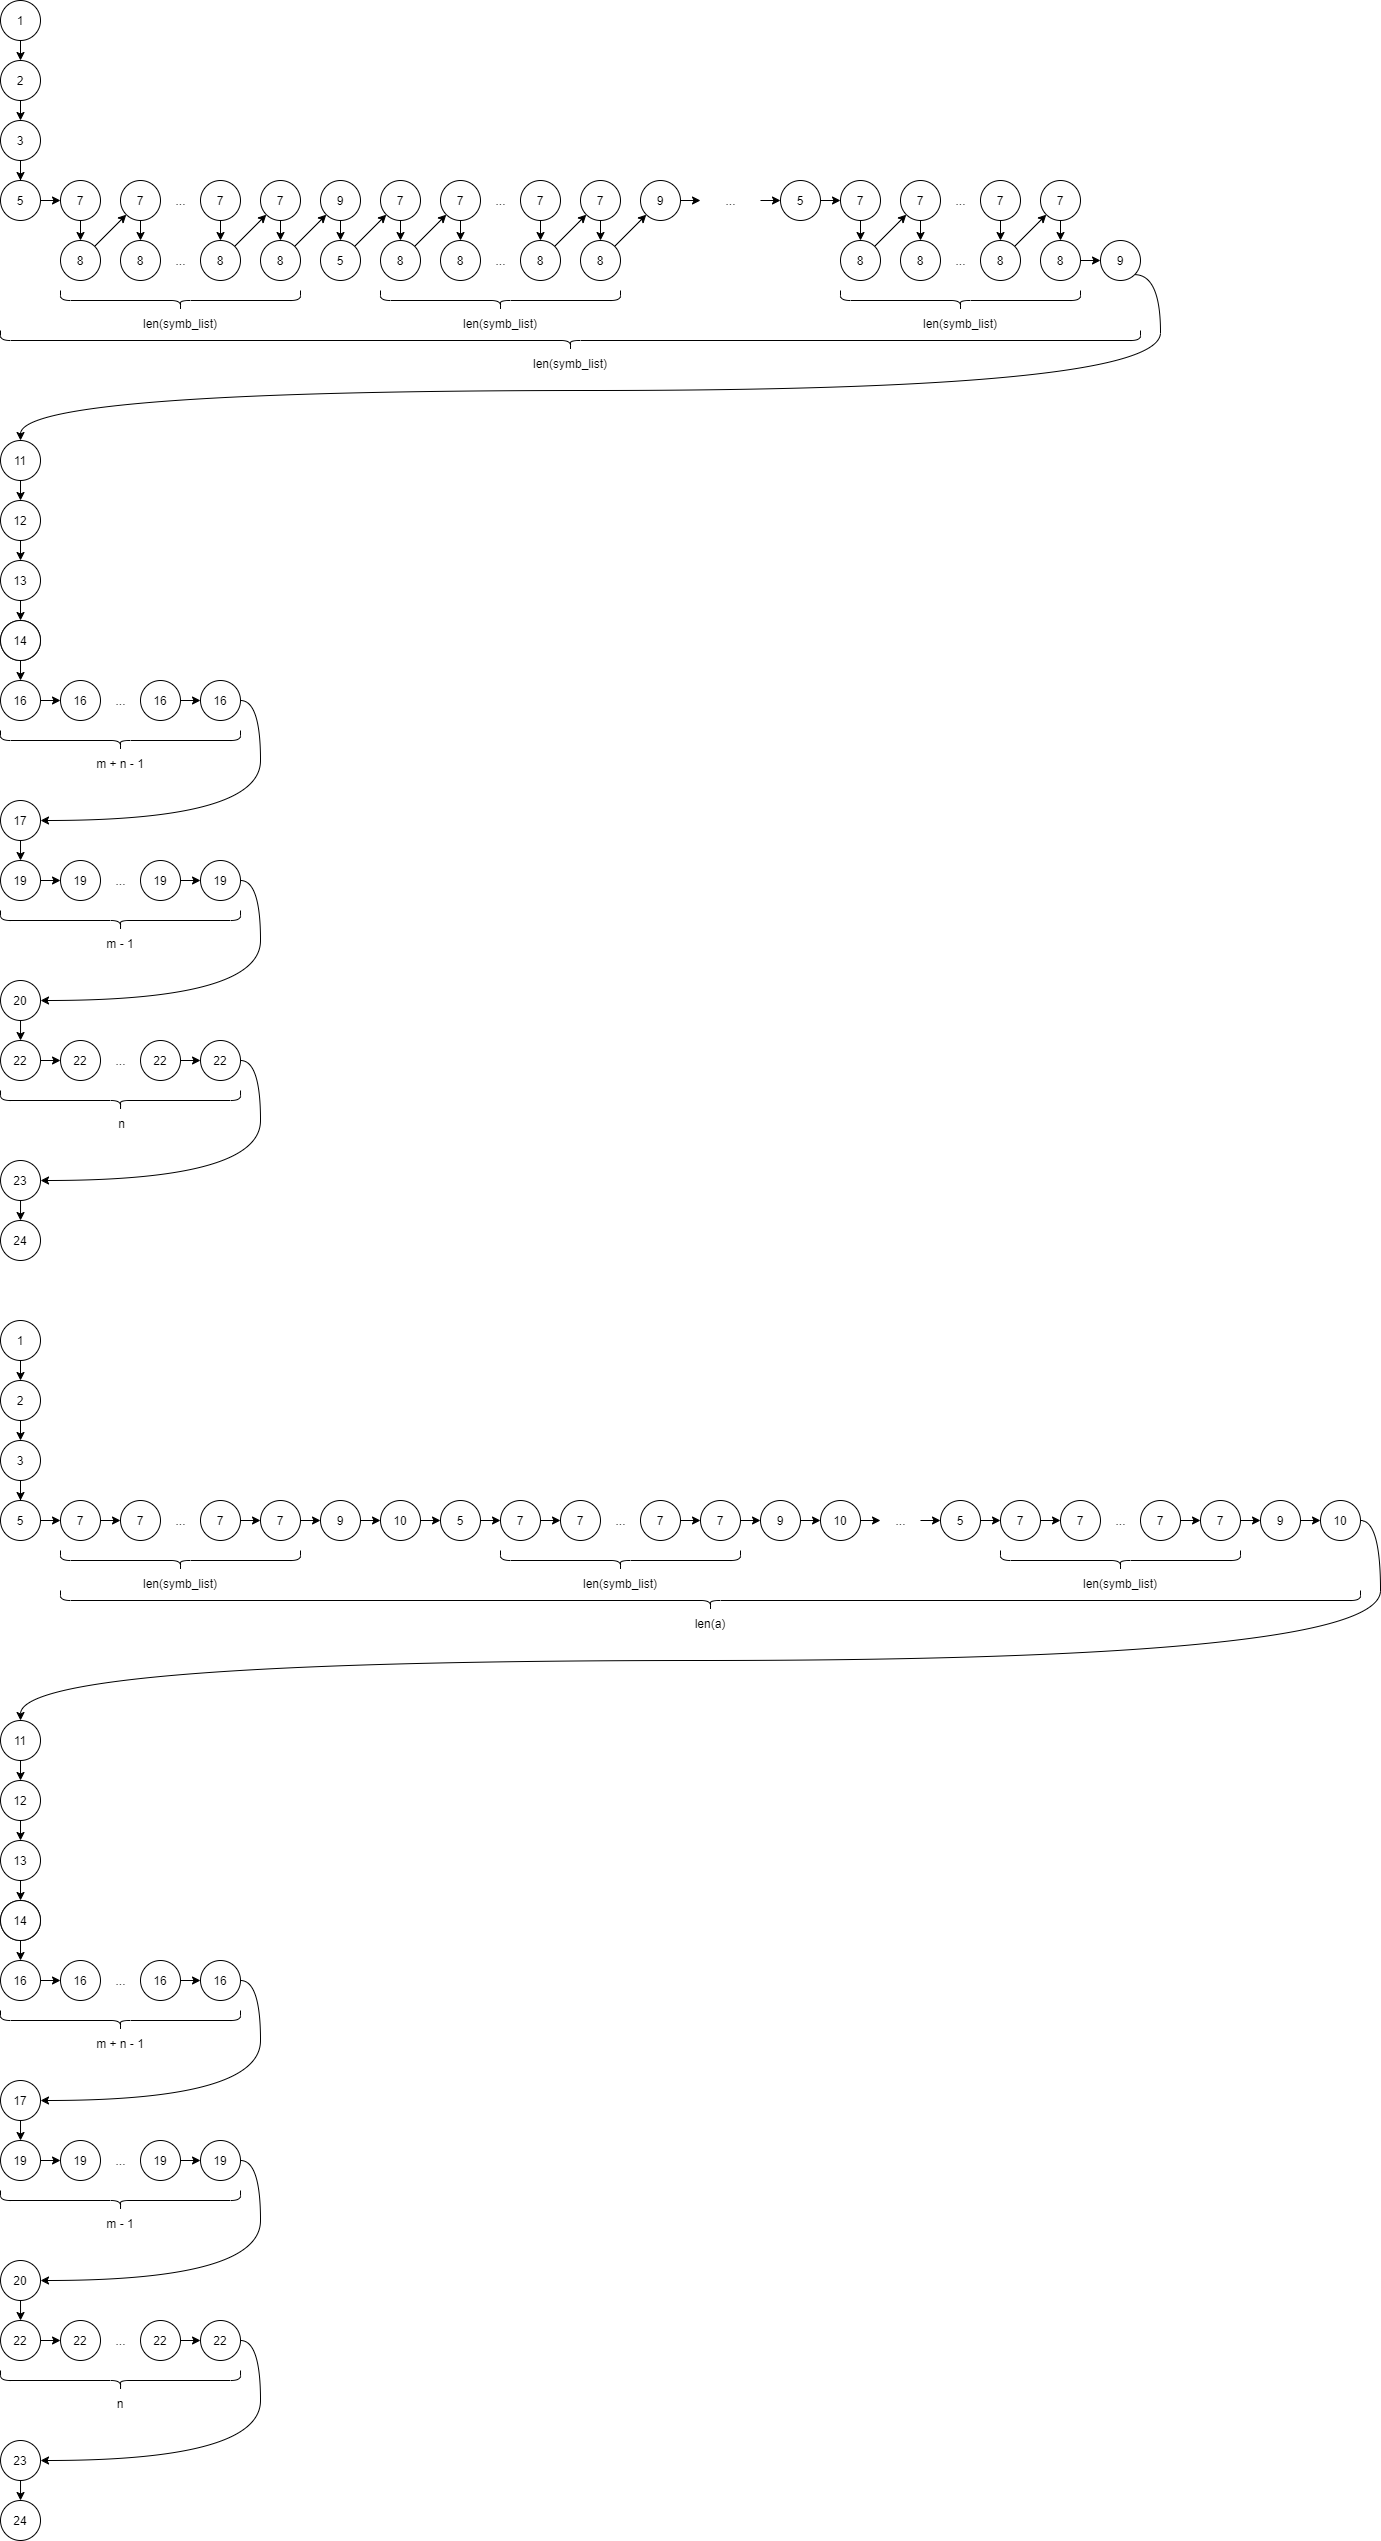 1
2
3
5 7 7 ... 7 7 9 7 7 ... 7 7 9 ... 5 7 7 ... 7 7
8 8 ... 8 8 5 8 8 ... 8 8 8 8 ... 8 8 9
len(symb_list) len(symb_list) len(symb_list)
len(symb_list)
11
12
13
14
16 16 ... 16 16
m + n - 1
17
19 19 ... 19 19
m - 1
20
22 22 ... 22 22
n
23
24
1
2
3
5 7 7 ... 7 7 9 10 5 7 7 ... 7 7 9 10 ... 5 7 7 ... 7 7 9 10
len(symb_list) len(symb_list) len(symb_list)
len(a)
11
12
13
14
16 16 ... 16 16
m + n - 1
17
19 19 ... 19 19
m - 1
20
22 22 ... 22 22
n
23
24